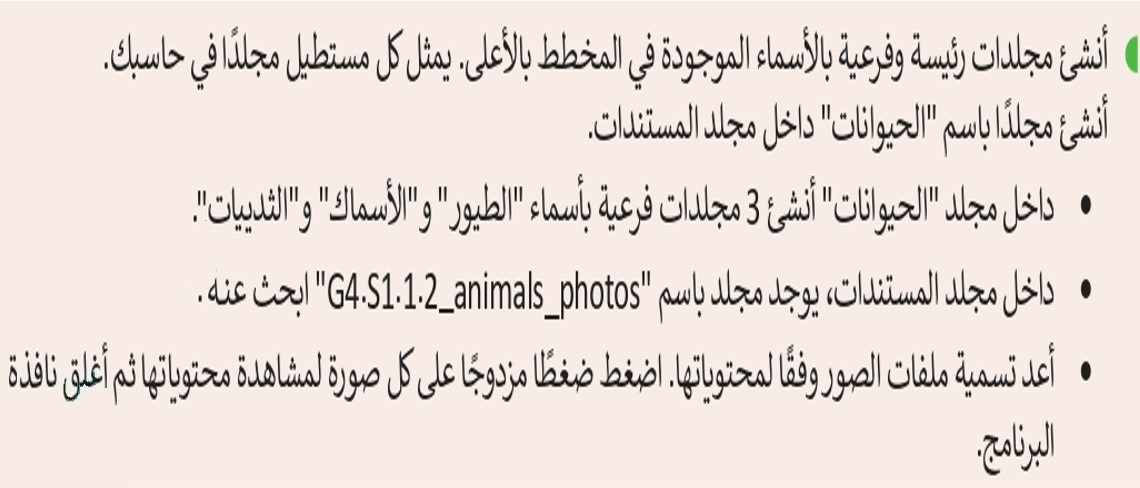 أنشئ مجلدات رئيسة وفرعية بالأسماء الموجودة في المخطط بالأعلى. يمثل كل مستطيل مجلدًا في حاسبك.
أنشئ مجلدًا باسم "الحيوانات" داخل مجلد المستندات.
• داخل مجلد "الحيوانات" أنشئ 3 مجلدات فرعية بأسماء "الطيور" و"الأسماك" و"الثدييات".
• داخل مجلد المستندات، يوجد مجلد باسم "G4.S1.1.2_animals_photos" ابحث عنه.
• أعد تسمية ملفات الصور وفقًا لمحتوياتها. اضغط ضغطًا مزدوجًا على كل صورة لمشاهدة محتوياتها ثم أغلق نافذة
البرنامج.